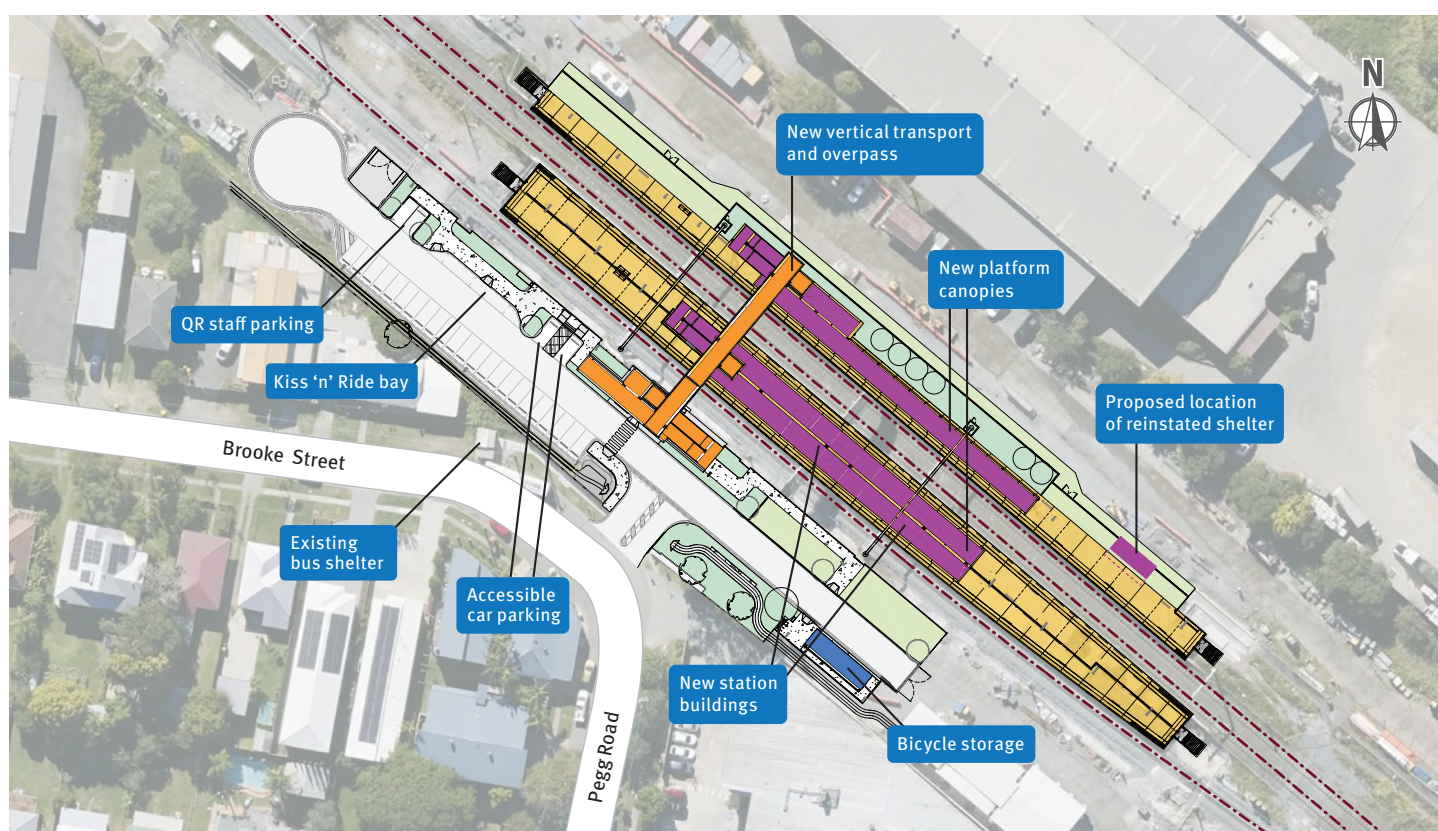 N
New vertical transport
and overpass
New platform
canopies
QR staff parking
Kiss ‘n’ Ride bay
Proposed location
of reinstated shelter
Brooke Street
Existing
bus shelter
Accessible
car parking
New station
buildings
Bicycle storage
Pegg Road